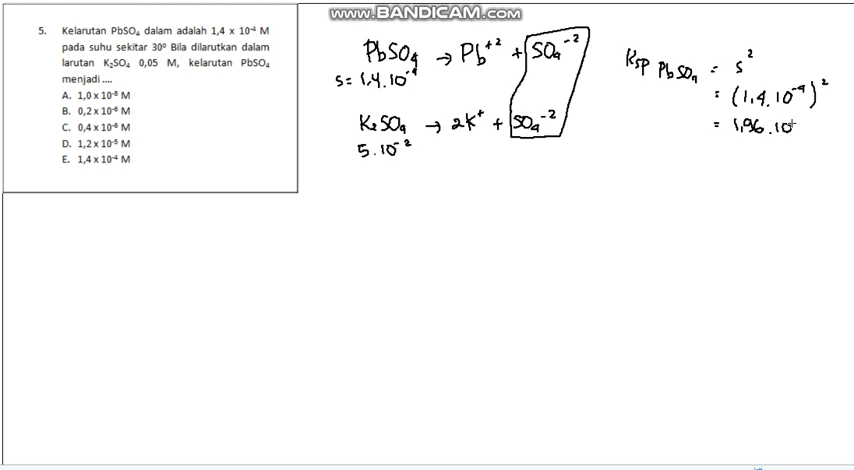 www.BANDICAM.com
5. Kelarutan PbSO₄ dalam adalah 1,4 x 10⁻⁴ M
pada suhu sekitar 30⁰ Bila dilarutkan dalam
larutan K₂SO₄ 0,05 M, kelarutan PbSO₄
menjadi ....
A. 1,0 x 10⁻⁸ M
B. 0,2 x 10⁻⁶ M
C. 0,4 x 10⁻⁶ M
D. 1,2 x 10⁻⁵ M
E. 1,4 x 10⁻⁴ M
PbSO₄ → Pb⁺² + SO₄⁻²
s = 1,4.10⁻⁴
K₂SO₄ → 2K⁺ + SO₄⁻²
5.10⁻²
Ksp PbSO₄ = s²
= (1,4.10⁻⁴)²
= 1,96.10